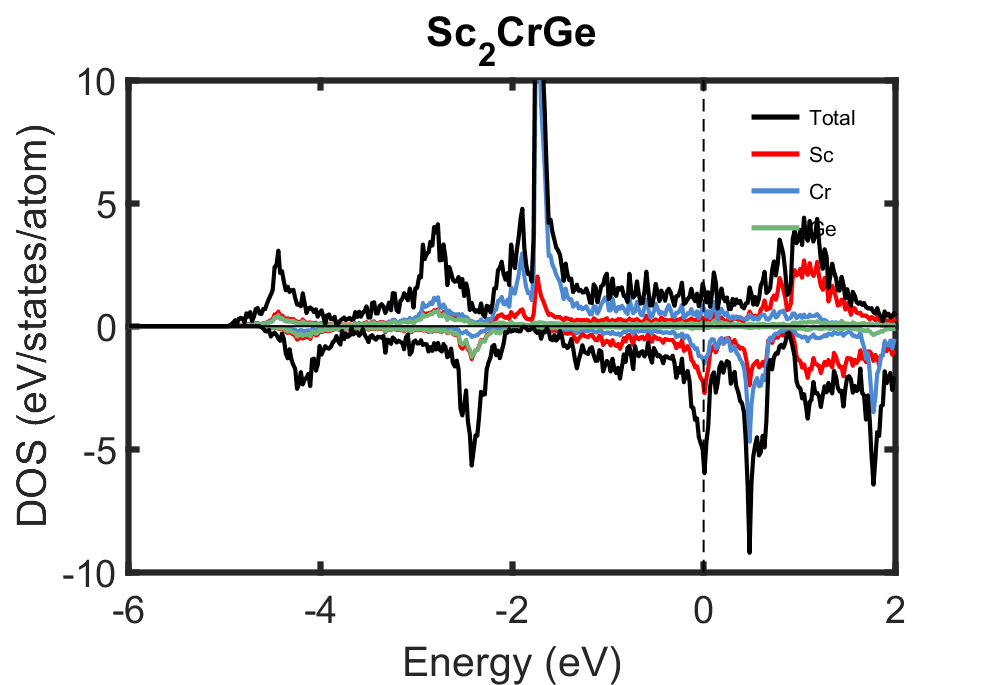 Sc2CrGe
10
5
0
-5
-10
-6
-4
-2
0
2
DOS (eV/states/atom)
Energy (eV)
Total
Sc
Cr
Ge